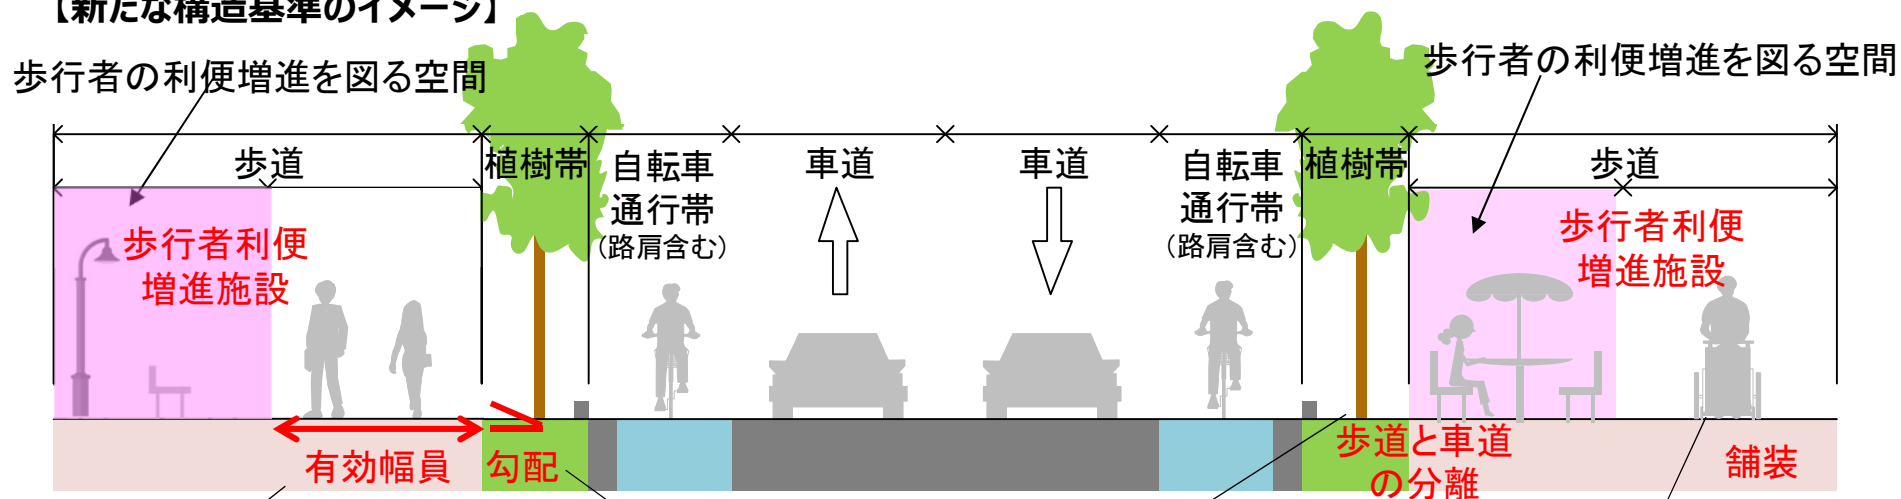 【新たな構造基準のイメージ】
歩行者の利便増進を図る空間
歩行者の利便増進を図る空間
歩道
植樹帯
自転車
通行帯
（路肩含む）
車道
車道
自転車
通行帯
（路肩含む）
植樹帯
歩道
歩行者利便
増進施設
歩行者利便
増進施設
有効幅員
勾配
歩道と車道
の分離
舗装